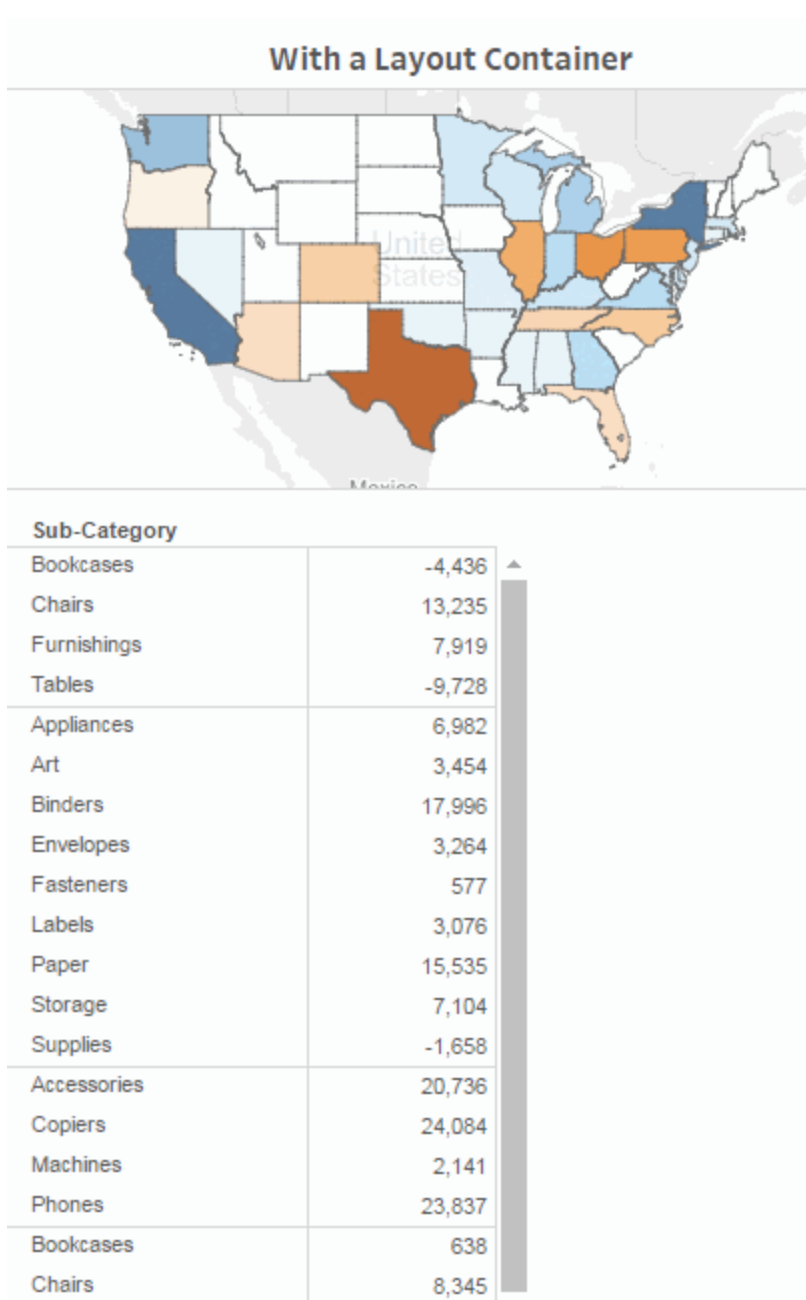 With a Layout Container
United
States
Mexico
Sub-Category
Bookcases -4,436
Chairs 13,235
Furnishings 7,919
Tables -9,728
Appliances 6,982
Art 3,454
Binders 17,996
Envelopes 3,264
Fasteners 577
Labels 3,076
Paper 15,535
Storage 7,104
Supplies -1,658
Accessories 20,736
Copiers 24,084
Machines 2,141
Phones 23,837
Bookcases 638
Chairs 8,345